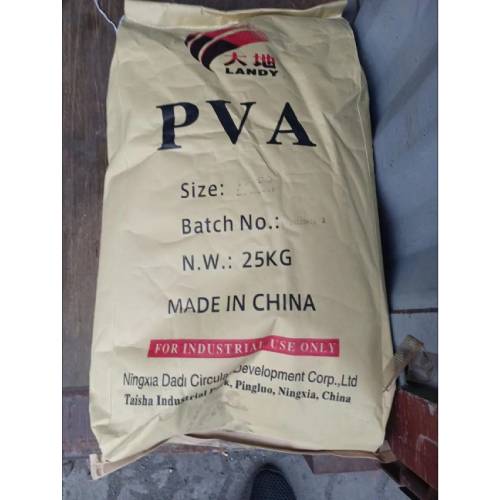 大地
LANDY
PVA
Size:
Batch No.:
N.W.: 25KG
MADE IN CHINA
FOR INDUSTRIAL USE ONLY
Ningxia Dadi Circular Development Corp.,Ltd
Taisha Industrial Park, Pingluo, Ningxia, China